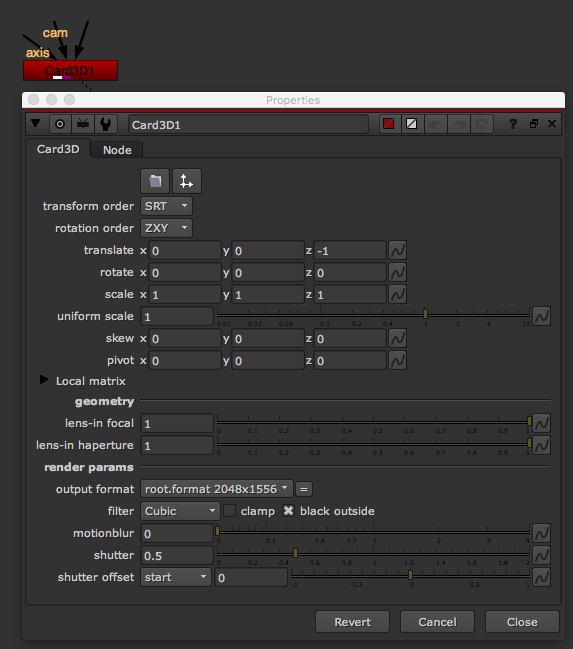 cam
axis
Card3D1
Properties
Card3D1
?
Card3D Node
transform order SRT
rotation order ZXY
translate x 0 y 0 z -1
rotate x 0 y 0 z 0
scale x 1 y 1 z 1
uniform scale 1 0.01 0.02 0.04 0.1 0.2 0.4 1 2 4 10
skew x 0 y 0 z 0
pivot x 0 y 0 z 0
Local matrix
geometry
lens-in focal 1 0 0.1 0.2 0.3 0.4 0.5 0.6 0.7 0.8 0.9 1
lens-in haperture 1 0 0.1 0.2 0.3 0.4 0.5 0.6 0.7 0.8 0.9 1
render params
output format root.format 2048x1556 =
filter Cubic clamp black outside
motionblur 0 0 0.1 0.4 1 2 3 4
shutter 0.5 0 0.2 0.4 0.6 0.8 1 1.2 1.4 1.6 1.8 2
shutter offset start 0 -1 -0.5 0 0.5 1
Revert Cancel Close